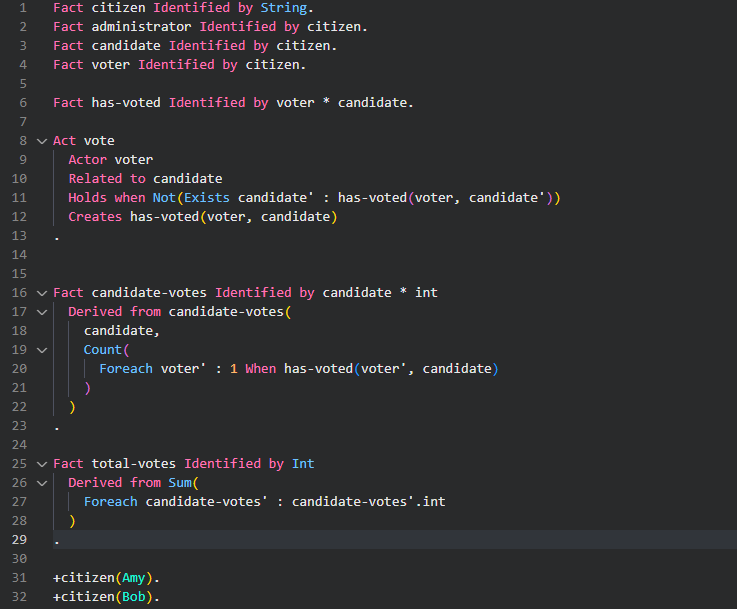 1 Fact citizen Identified by String.
2 Fact administrator Identified by citizen.
3 Fact candidate Identified by citizen.
4 Fact voter Identified by citizen.
5
6 Fact has-voted Identified by voter * candidate.
7
8 Act vote
9   Actor voter
10   Related to candidate
11   Holds when Not(Exists candidate' : has-voted(voter, candidate'))
12   Creates has-voted(voter, candidate)
13 .
14
15
16 Fact candidate-votes Identified by candidate * int
17   Derived from candidate-votes(
18     candidate,
19     Count(
20       Foreach voter' : 1 When has-voted(voter', candidate)
21     )
22   )
23 .
24
25 Fact total-votes Identified by Int
26   Derived from Sum(
27     Foreach candidate-votes' : candidate-votes'.int
28   )
29 .
30
31 +citizen(Amy).
32 +citizen(Bob).